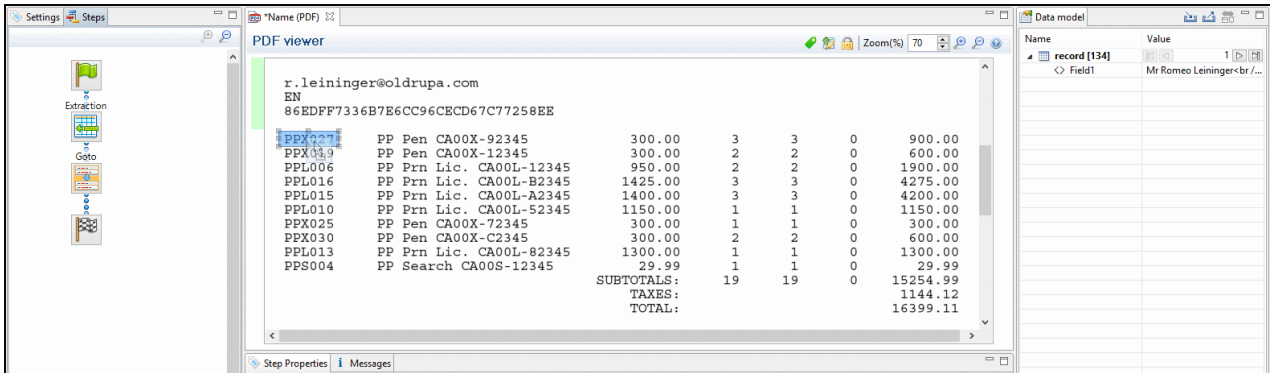 Settings Steps
Extraction
Goto
*Name (PDF)
PDF viewer
Zoom(%) 70
r.leininger@oldrupa.com
EN
86EDFF7336B7E6CC96CECD67C77258EE
PPX027 PP Pen CA00X-92345 300.00 3 3 0 900.00
PPX019 PP Pen CA00X-12345 300.00 2 2 0 600.00
PPL006 PP Prn Lic. CA00L-12345 950.00 2 2 0 1900.00
PPL016 PP Prn Lic. CA00L-B2345 1425.00 3 3 0 4275.00
PPL015 PP Prn Lic. CA00L-A2345 1400.00 3 3 0 4200.00
PPL010 PP Prn Lic. CA00L-52345 1150.00 1 1 0 1150.00
PPX025 PP Pen CA00X-72345 300.00 1 1 0 300.00
PPX030 PP Pen CA00X-C2345 300.00 2 2 0 600.00
PPL013 PP Prn Lic. CA00L-82345 1300.00 1 1 0 1300.00
PPS004 PP Search CA00S-12345 29.99 1 1 0 29.99
SUBTOTALS: 19 19 0 15254.99
TAXES: 1144.12
TOTAL: 16399.11
Step Properties Messages
Data model
Name Value
record [134] 1
Field1 Mr Romeo Leininger<br /...